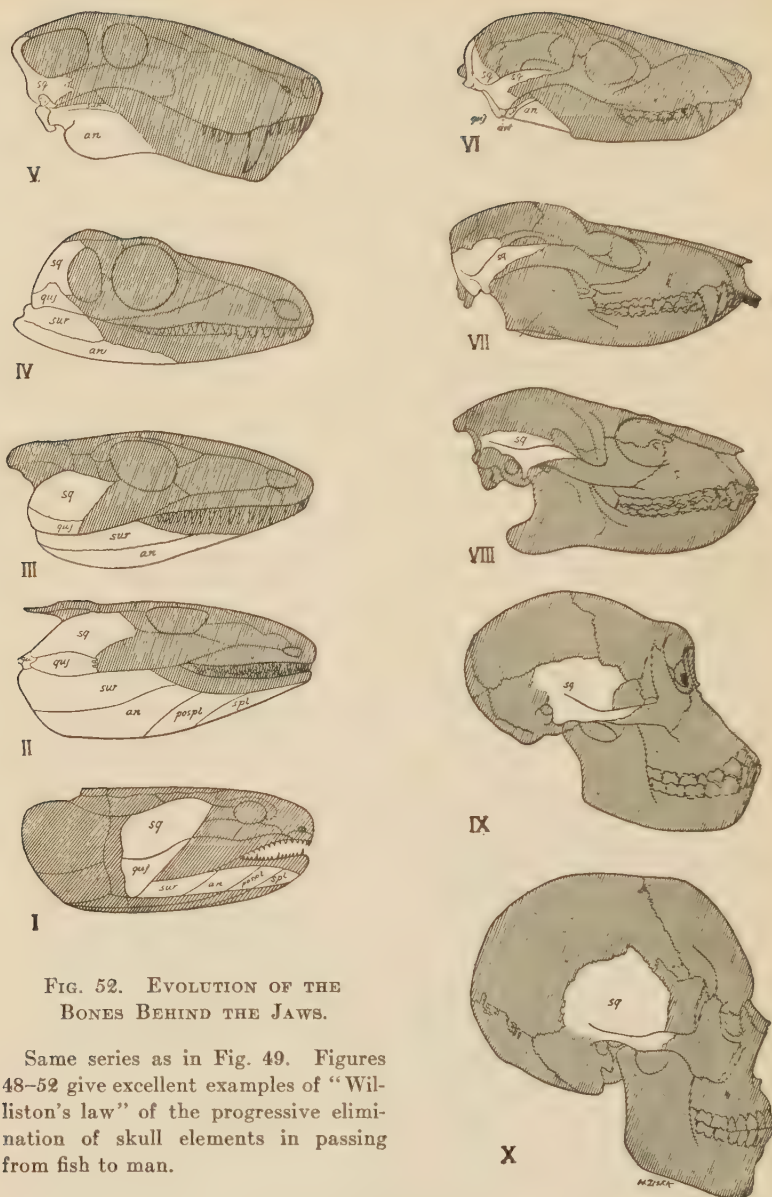 sq
an
V
sq
quj
sur
an
IV
sq
quj
sur
an
III
sq
quj
sur
an
pospl
spl
II
sq
quj
sur
an
pospl
spl
I
FIG. 52. EVOLUTION OF THE
BONES BEHIND THE JAWS.
Same series as in Fig. 49. Figures
48–52 give excellent examples of “Wil-
liston’s law” of the progressive elimi-
nation of skull elements in passing
from fish to man.
sq
sq
quj
art
an
VI
sq
VII
sq
VIII
sq
IX
sq
X